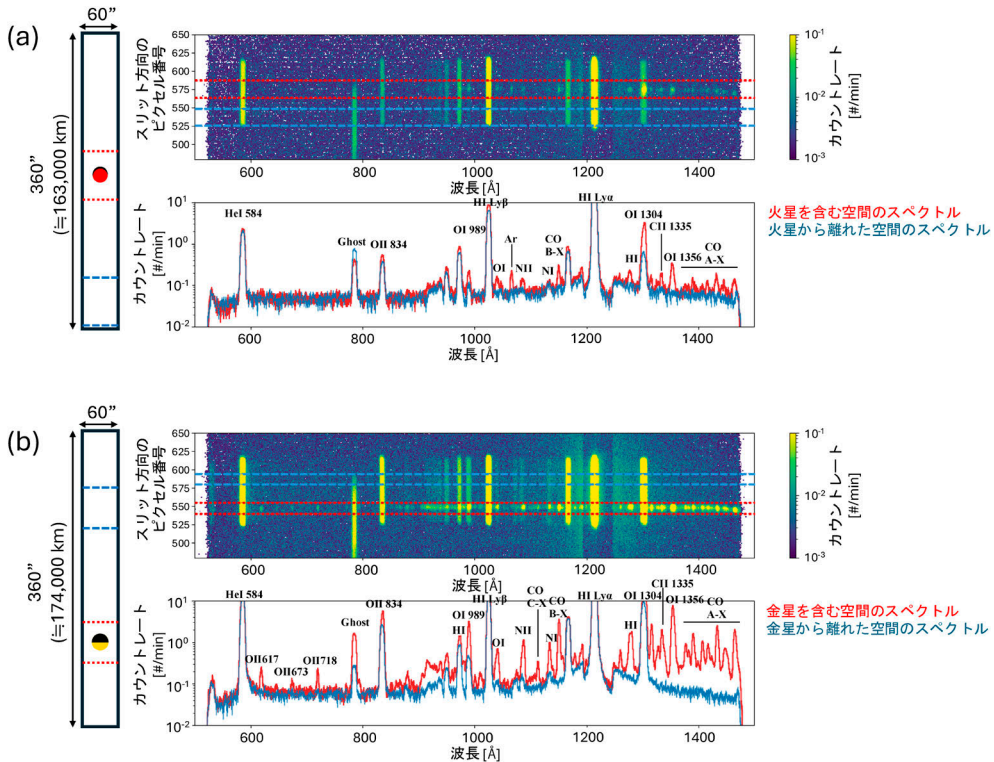 (a)
60”
360”
(≒163,000 km)
スリット方向の
ピクセル番号
650
625
600
575
550
525
500
600
800
1000
1200
1400
波長 [Å]
10-1
10-2
10-3
カウントレート
[#/min]
カウントレート
[#/min]
101
100
10-1
10-2
HeI 584
Ghost
OII 834
OI 989
HI Lyβ
OI
Ar
NII
CO
B-X
NI
HI Lyα
OI 1304
CII 1335
HI
OI 1356
CO
A-X
600
800
1000
1200
1400
波長 [Å]
火星を含む空間のスペクトル
火星から離れた空間のスペクトル
(b)
60”
360”
(≒174,000 km)
スリット方向の
ピクセル番号
650
625
600
575
550
525
500
600
800
1000
1200
1400
波長 [Å]
10-1
10-2
10-3
カウントレート
[#/min]
カウントレート
[#/min]
101
100
10-1
10-2
HeI 584
OII617
OII673
OII718
Ghost
OII 834
OI 989
HI
HI Lyβ
OI
NII
CO
C-X
CO
B-X
NI
HI Lyα
OI 1304
CII 1335
HI
OI 1356
CO
A-X
600
800
1000
1200
1400
波長 [Å]
金星を含む空間のスペクトル
金星から離れた空間のスペクトル